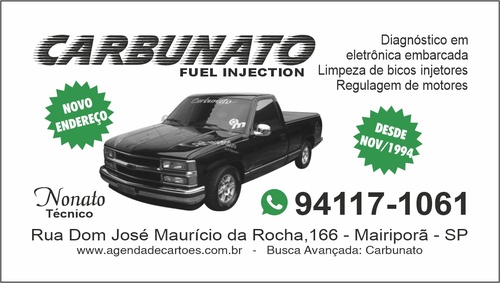 CARBUNATO
FUEL INJECTION
Diagnóstico em
eletrônica embarcada
Limpeza de bicos injetores
Regulagem de motores
NOVO
ENDEREÇO
Carbunato
DESDE
NOV/1994
Nonato
Técnico
94117-1061
Rua Dom José Maurício da Rocha,166 - Mairiporã - SP
www.agendadecartoes.com.br - Busca Avançada: Carbunato